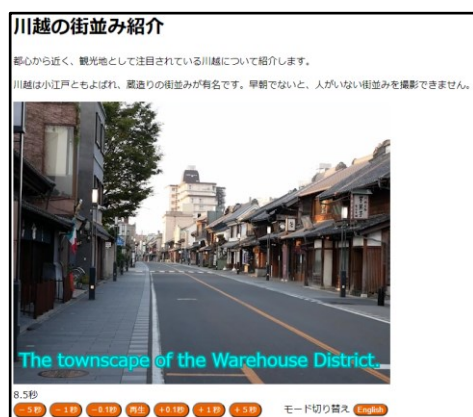 川越の街並み紹介
都心から近く、観光地として注目されている川越について紹介します。
川越は小江戸ともよばれ、蔵造りの街並みが有名です。早朝でないと、人がいない街並みを撮影できません。
The townscape of the Warehouse District.
8.5秒
－5秒 －1秒 －0.1秒 再生 ＋0.1秒 ＋1秒 ＋5秒 モード切り替え English